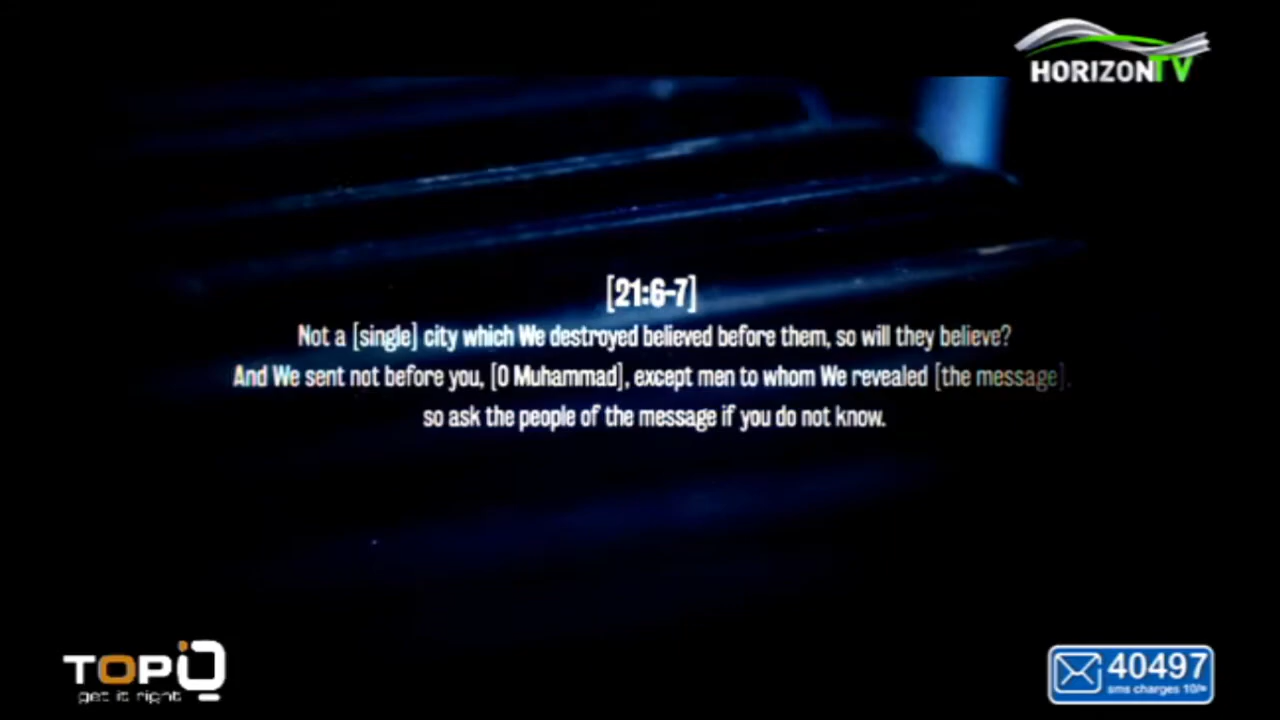 HORIZON TV
[21:6-7]
Not a [single] city which We destroyed believed before them, so will they believe?
And We sent not before you, [O Muhammad], except men to whom We revealed [the message],
so ask the people of the message if you do not know.
TOPiQ
get it right
40497
sms charges 10/=